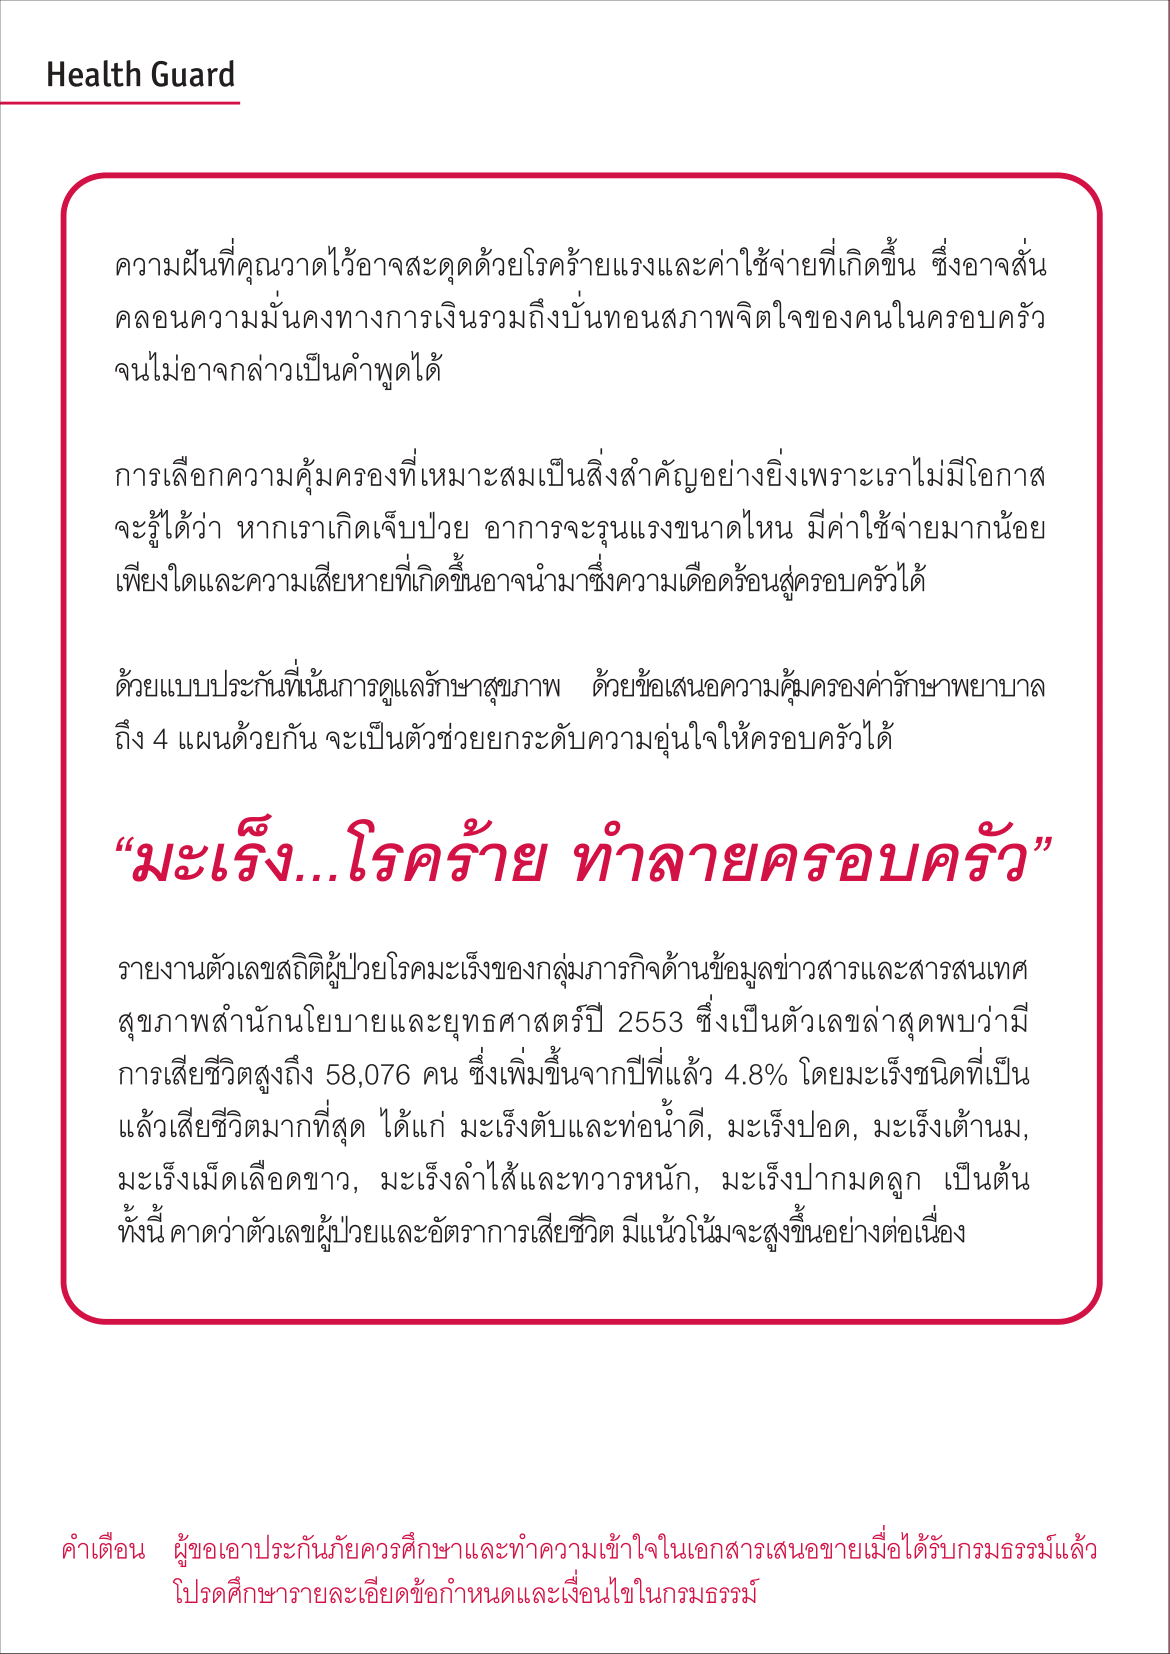 Health Guard
ความฝันที่คุณวาดไว้อาจสะดุดด้วยโรคร้ายแรงและค่าใช้จ่ายที่เกิดขึ้น ซึ่งอาจสั่น
คลอนความมั่นคงทางการเงินรวมถึงบั่นทอนสภาพจิตใจของคนในครอบครัว
จนไม่อาจกล่าวเป็นคำพูดได้
การเลือกความคุ้มครองที่เหมาะสมเป็นสิ่งสำคัญอย่างยิ่งเพราะเราไม่มีโอกาส
จะรู้ได้ว่า หากเราเกิดเจ็บป่วย อาการจะรุนแรงขนาดไหน มีค่าใช้จ่ายมากน้อย
เพียงใดและความเสียหายที่เกิดขึ้นอาจนำมาซึ่งความเดือดร้อนสู่ครอบครัวได้
ด้วยแบบประกันที่เน้นการดูแลรักษาสุขภาพ ด้วยข้อเสนอความคุ้มครองค่ารักษาพยาบาล
ถึง 4 แผนด้วยกัน จะเป็นตัวช่วยยกระดับความอุ่นใจให้ครอบครัวได้
“มะเร็ง...โรคร้าย ทำลายครอบครัว”
รายงานตัวเลขสถิติผู้ป่วยโรคมะเร็งของกลุ่มภารกิจด้านข้อมูลข่าวสารและสารสนเทศ
สุขภาพสำนักนโยบายและยุทธศาสตร์ปี 2553 ซึ่งเป็นตัวเลขล่าสุดพบว่ามี
การเสียชีวิตสูงถึง 58,076 คน ซึ่งเพิ่มขึ้นจากปีที่แล้ว 4.8% โดยมะเร็งชนิดที่เป็น
แล้วเสียชีวิตมากที่สุด ได้แก่ มะเร็งตับและท่อน้ำดี, มะเร็งปอด, มะเร็งเต้านม,
มะเร็งเม็ดเลือดขาว, มะเร็งลำไส้และทวารหนัก, มะเร็งปากมดลูก เป็นต้น
ทั้งนี้ คาดว่าตัวเลขผู้ป่วยและอัตราการเสียชีวิต มีแน้วโน้มจะสูงขึ้นอย่างต่อเนื่อง
คำเตือน ผู้ขอเอาประกันภัยควรศึกษาและทำความเข้าใจในเอกสารเสนอขายเมื่อได้รับกรมธรรม์แล้ว
โปรดศึกษารายละเอียดข้อกำหนดและเงื่อนไขในกรมธรรม์